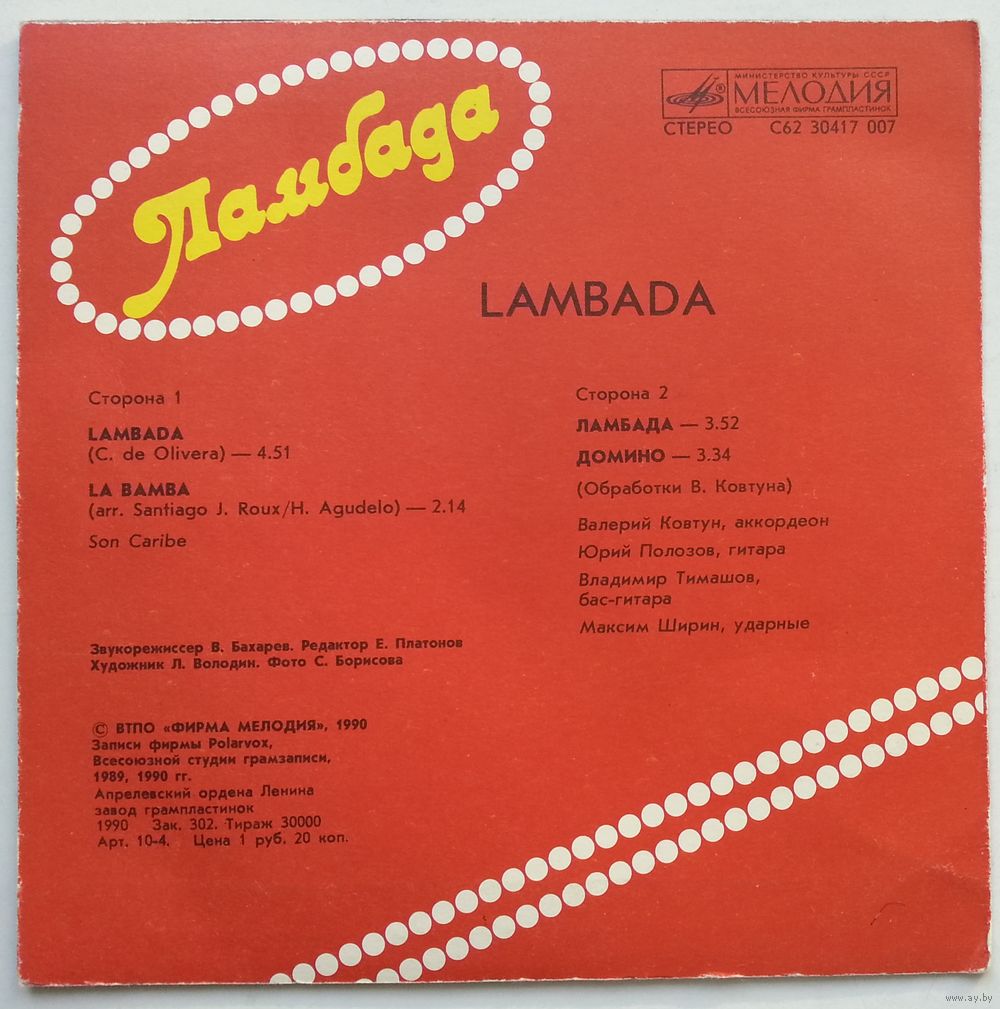 Ламбада
МИНИСТЕРСТВО КУЛЬТУРЫ СССР
МЕЛОДИЯ
ВСЕСОЮЗНАЯ ФИРМА ГРАМПЛАСТИНОК
СТЕРЕО С62 30417 007
LAMBADA
Сторона 1
LAMBADA
(C. de Olivera) — 4.51
LA BAMBA
(arr. Santiago J. Roux/H. Agudelo) — 2.14
Son Caribe
Сторона 2
ЛАМБАДА — 3.52
ДОМИНО — 3.34
(Обработки В. Ковтуна)
Валерий Ковтун, аккордеон
Юрий Полозов, гитара
Владимир Тимашов,
бас-гитара
Максим Ширин, ударные
Звукорежиссер В. Бахарев. Редактор Е. Платонов
Художник Л. Володин. Фото С. Борисова
© ВТПО «ФИРМА МЕЛОДИЯ», 1990
Записи фирмы Polarvox,
Всесоюзной студии грамзаписи,
1989, 1990 гг.
Апрелевский ордена Ленина
завод грампластинок
1990 Зак. 302. Тираж 30000
Арт. 10-4. Цена 1 руб. 20 коп.
www.ay.by